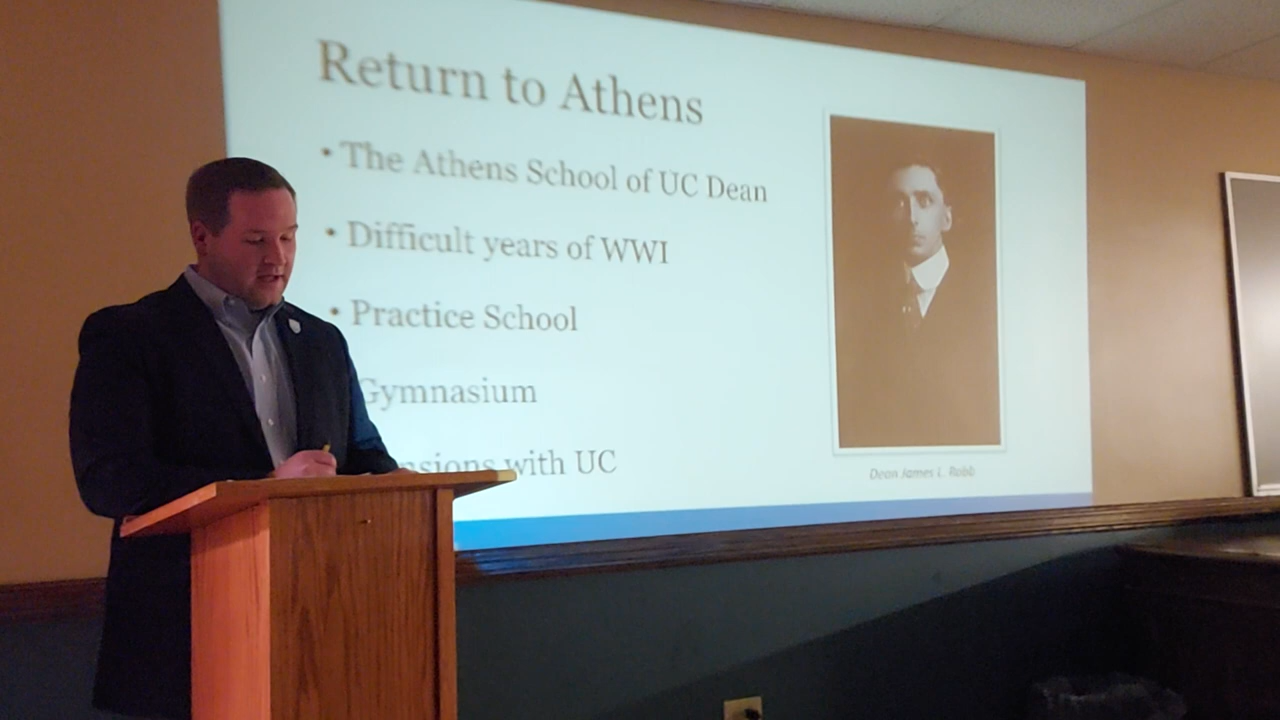 Return to Athens
• The Athens School of UC Dean
• Difficult years of WWI
• Practice School
Gymnasium
with UC
Dean James L. Robb